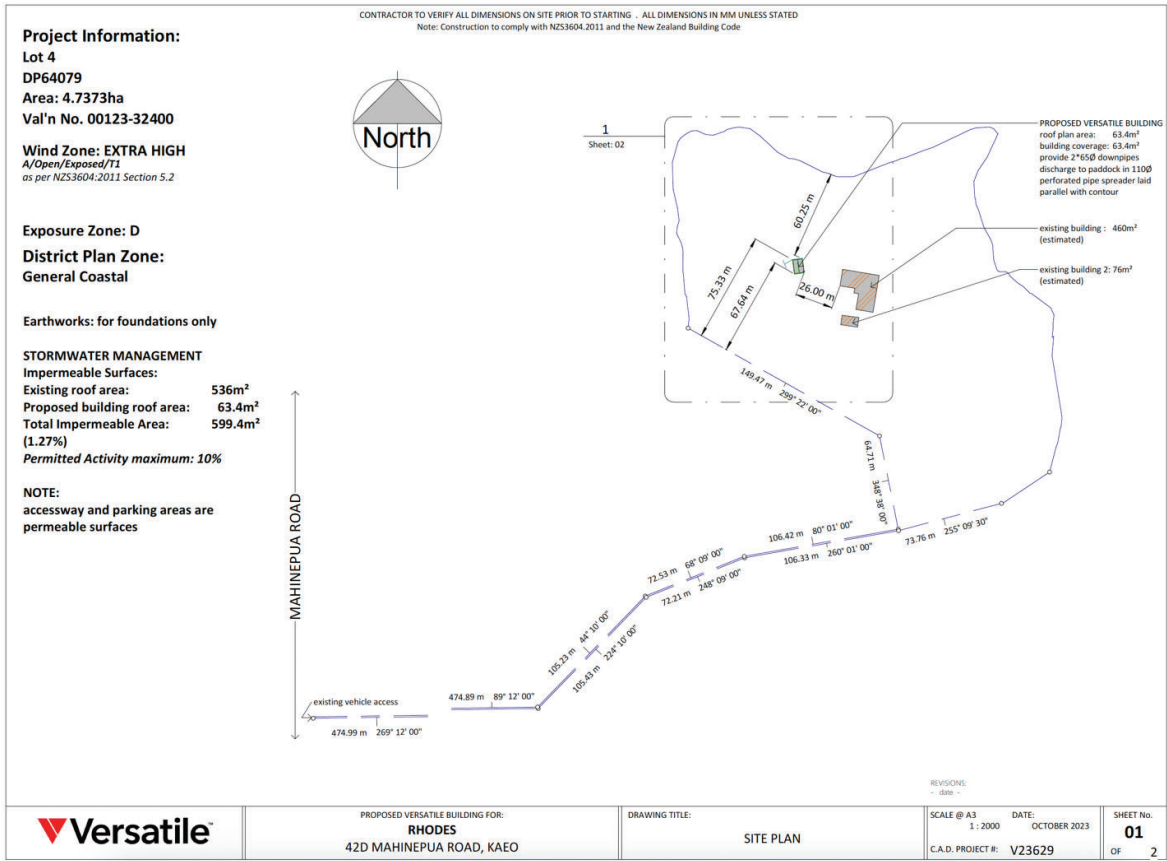 CONTRACTOR TO VERIFY ALL DIMENSIONS ON SITE PRIOR TO STARTING . ALL DIMENSIONS IN MM UNLESS STATED
Note: Construction to comply with NZS3604.2011 and the New Zealand Building Code
Project Information:
Lot 4
DP64079
Area: 4.7373ha
Val'n No. 00123-32400
Wind Zone: EXTRA HIGH
A/Open/Exposed/T1
as per NZS3604:2011 Section 5.2
Exposure Zone: D
District Plan Zone:
General Coastal
Earthworks: for foundations only
STORMWATER MANAGEMENT
Impermeable Surfaces:
Existing roof area: 536m²
Proposed building roof area: 63.4m²
Total Impermeable Area: 599.4m²
(1.27%)
Permitted Activity maximum: 10%
NOTE:
accessway and parking areas are
permeable surfaces
North
1
Sheet: 02
PROPOSED VERSATILE BUILDING
roof plan area: 63.4m²
building coverage: 63.4m²
provide 2*65Ø downpipes
discharge to paddock in 110Ø
perforated pipe spreader laid
parallel with contour
existing building : 460m²
(estimated)
existing building 2: 76m²
(estimated)
60.25 m
75.33 m
67.64 m
26.00 m
149.47 m 299° 22' 00"
64.71 m 348° 38' 00"
73.76 m 255° 09' 30"
106.42 m 80° 01' 00"
106.33 m 260° 01' 00"
72.53 m 68° 09' 00"
72.21 m 248° 09' 00"
105.23 m 44° 10' 00"
105.43 m 224° 10' 00"
474.89 m 89° 12' 00"
474.99 m 269° 12' 00"
existing vehicle access
MAHINEPUA ROAD
REVISIONS:
- date -
Versatile™
PROPOSED VERSATILE BUILDING FOR:
RHODES
42D MAHINEPUA ROAD, KAEO
DRAWING TITLE:
SITE PLAN
SCALE @ A3
1 : 2000
DATE:
OCTOBER 2023
C.A.D. PROJECT #: V23629
SHEET No.
01
OF 2